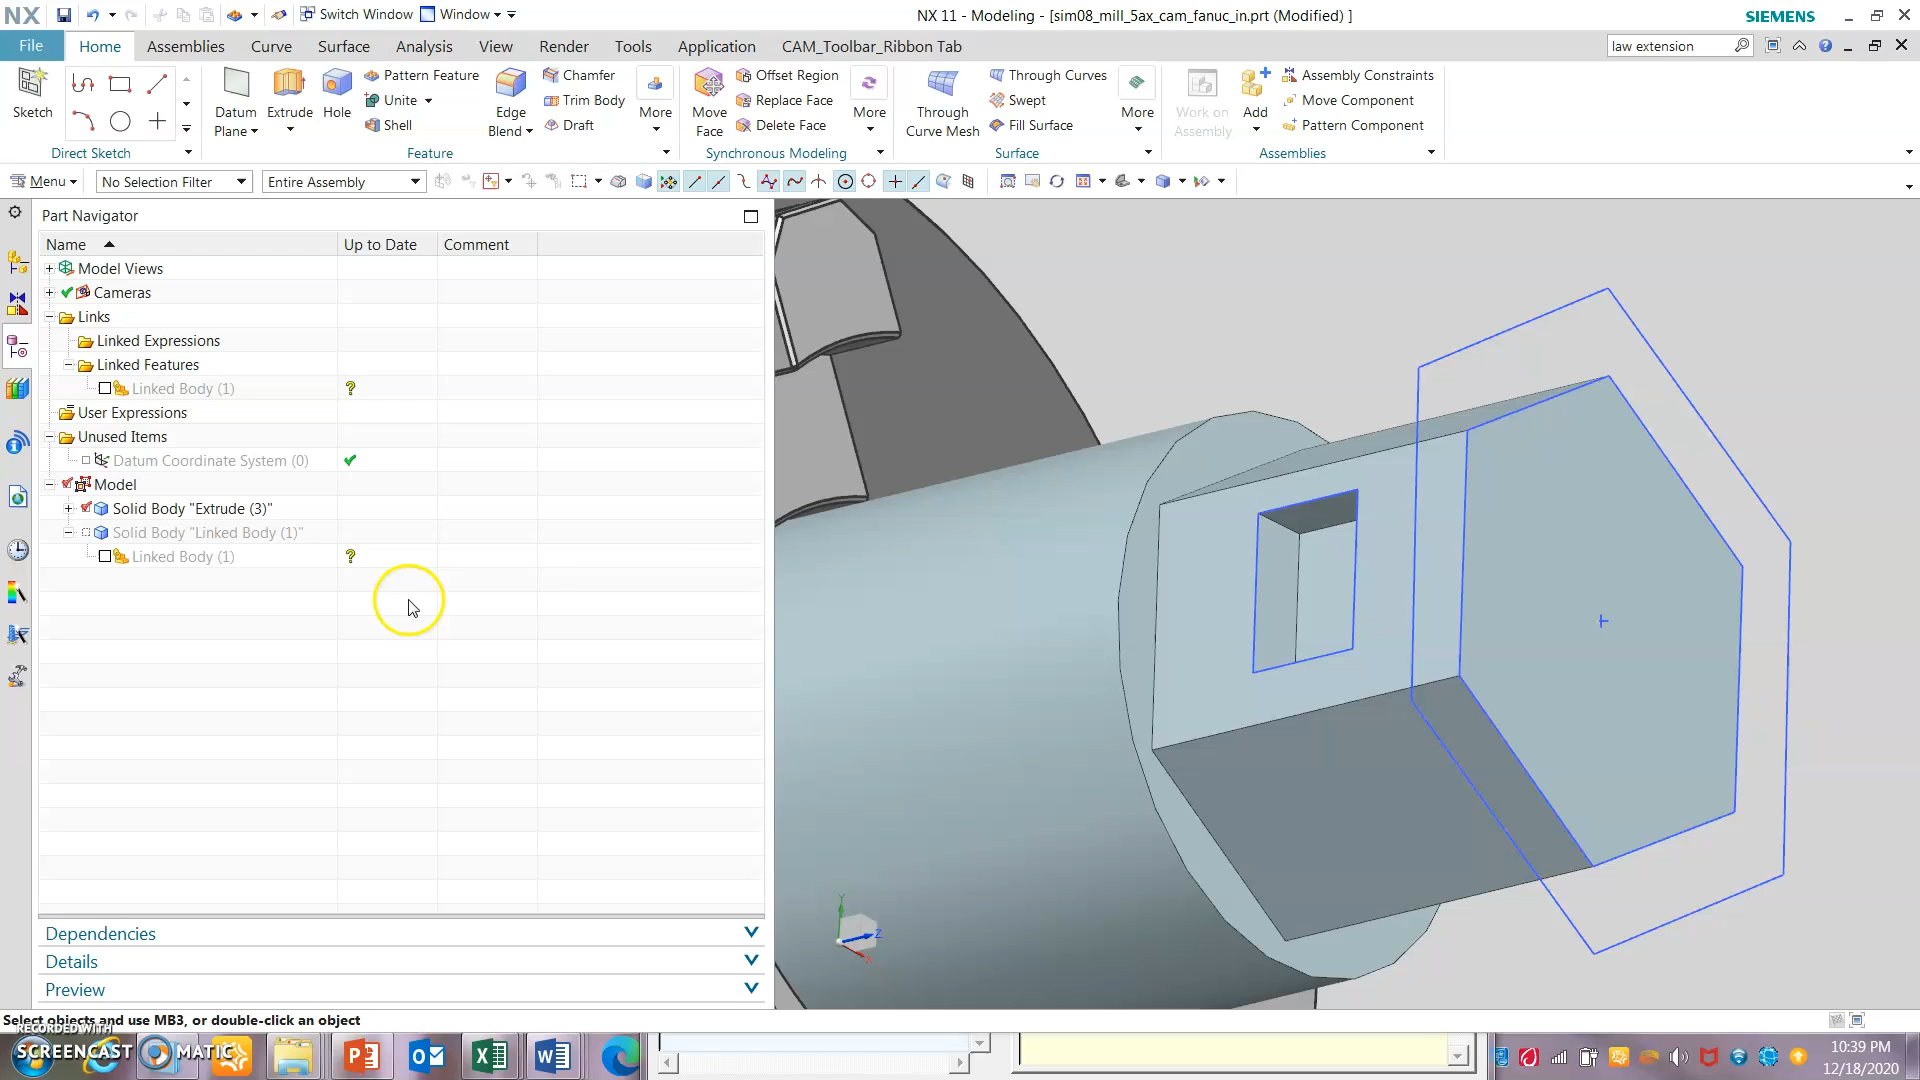 NX
Switch Window
Window
NX 11 - Modeling - [sim08_mill_5ax_cam_fanuc_in.prt (Modified) ]
SIEMENS
File
Home
Assemblies
Curve
Surface
Analysis
View
Render
Tools
Application
CAM_Toolbar_Ribbon Tab
law extension
Sketch
Direct Sketch
Datum
Plane
Extrude
Hole
Pattern Feature
Unite
Shell
Edge
Blend
Chamfer
Trim Body
Draft
More
Feature
Move
Face
Offset Region
Replace Face
Delete Face
More
Synchronous Modeling
Through
Curve Mesh
Through Curves
Swept
Fill Surface
More
Surface
Work on
Assembly
Add
Assembly Constraints
Move Component
Pattern Component
Assemblies
Menu
No Selection Filter
Entire Assembly
Part Navigator
Name
Up to Date
Comment
Model Views
Cameras
Links
Linked Expressions
Linked Features
Linked Body (1)
?
User Expressions
Unused Items
Datum Coordinate System (0)
Model
Solid Body "Extrude (3)"
Solid Body "Linked Body (1)"
Linked Body (1)
?
Dependencies
Details
Preview
Y
Z
X
Select objects and use MB3, or double-click an object
RECORDED WITH
SCREENCAST MATIC
10:39 PM
12/18/2020